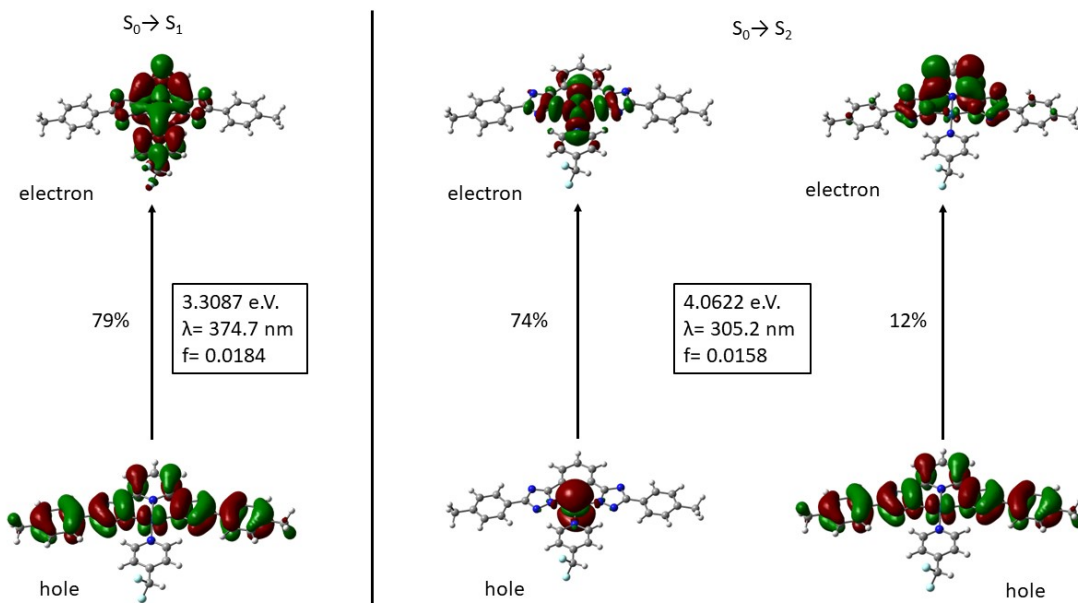 S₀→ S₁
electron
79%
3.3087 e.V.
λ= 374.7 nm
f= 0.0184
hole
S₀→ S₂
electron
electron
74%
4.0622 e.V.
λ= 305.2 nm
f= 0.0158
12%
hole
hole